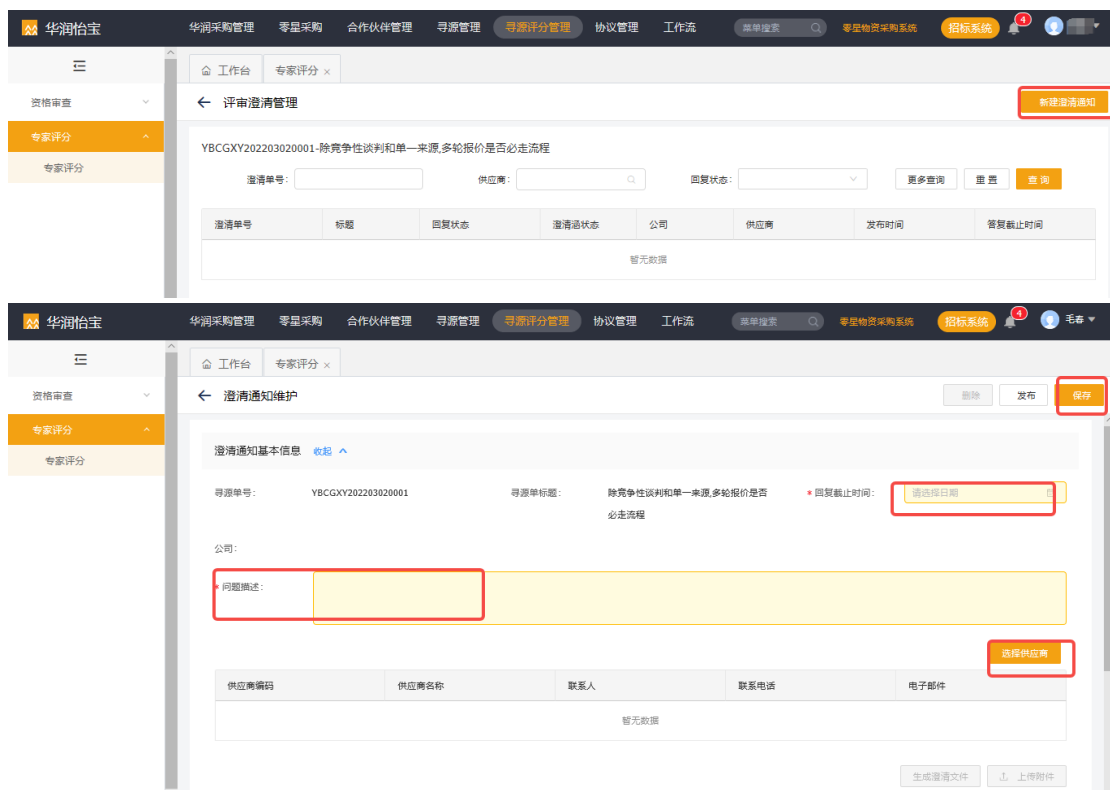 华润怡宝 华润采购管理 零星采购 合作伙伴管理 寻源管理 寻源评分管理 协议管理 工作流 菜单搜索 零星物资采购系统 招标系统 4
工作台 专家评分 ×
资格审查
评审澄清管理 新建澄清通知
专家评分
专家评分
YBCGXY202203020001-除竞争性谈判和单一来源,多轮报价是否必走流程
澄清单号: 供应商: 回复状态: 更多查询 重置 查询
澄清单号 标题 回复状态 澄清函状态 公司 供应商 发布时间 答复截止时间
暂无数据
华润怡宝 华润采购管理 零星采购 合作伙伴管理 寻源管理 寻源评分管理 协议管理 工作流 菜单搜索 零星物资采购系统 招标系统 4 毛春
工作台 专家评分 ×
资格审查
澄清通知维护 删除 发布 保存
专家评分
专家评分
澄清通知基本信息 收起
寻源单号: YBCGXY202203020001 寻源单标题: 除竞争性谈判和单一来源,多轮报价是否 * 回复截止时间: 请选择日期
必走流程
公司:
* 问题描述:
选择供应商
供应商编码 供应商名称 联系人 联系电话 电子邮件
暂无数据
生成澄清文件 上传附件